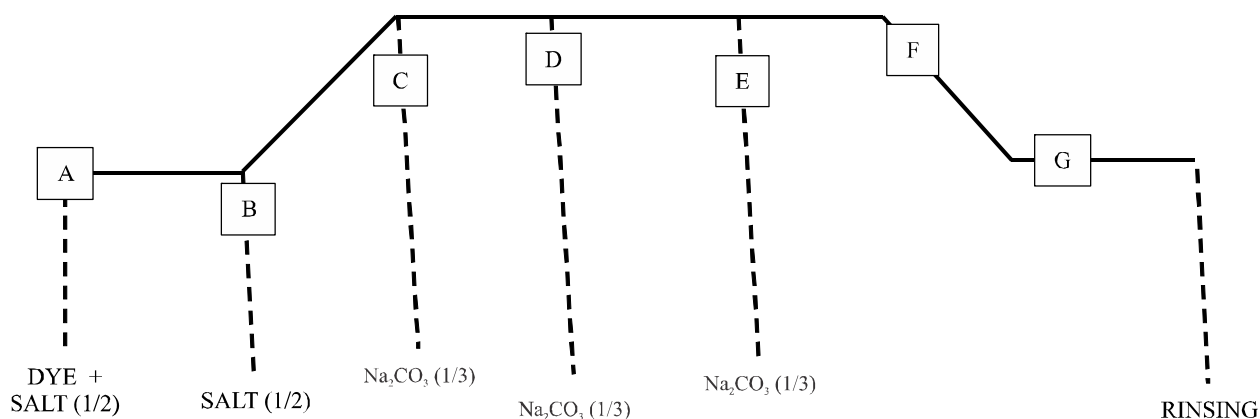 A
B
C
D
E
F
G
DYE +
SALT (1/2)
SALT (1/2)
Na₂CO₃ (1/3)
Na₂CO₃ (1/3)
Na₂CO₃ (1/3)
RINSING